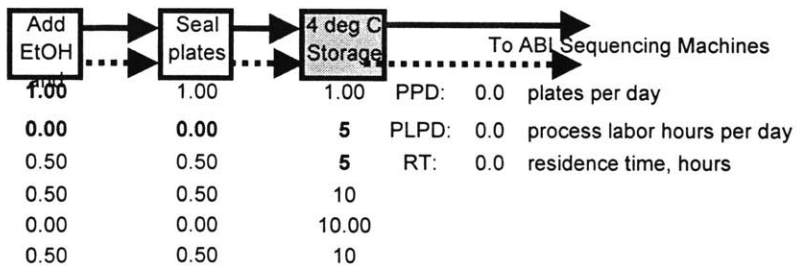 Add Seal 4 deg C
EtOH plates Storage To ABI Sequencing Machines
and
1.00 1.00 1.00 PPD: 0.0 plates per day
0.00 0.00 5 PLPD: 0.0 process labor hours per day
0.50 0.50 5 RT: 0.0 residence time, hours
0.50 0.50 10
0.00 0.00 10.00
0.50 0.50 10